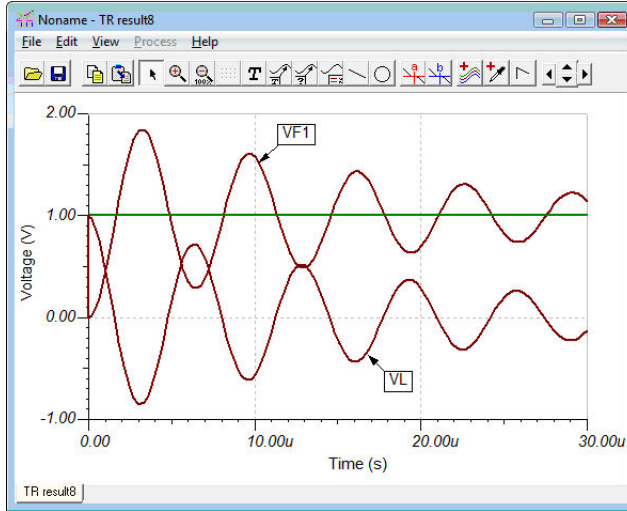 Noname - TR result8
File Edit View Process Help
100%
T
a b
2.00
VF1
1.00
Voltage (V)
0.00
VL
-1.00
0.00 10.00u 20.00u 30.00u
Time (s)
TR result8